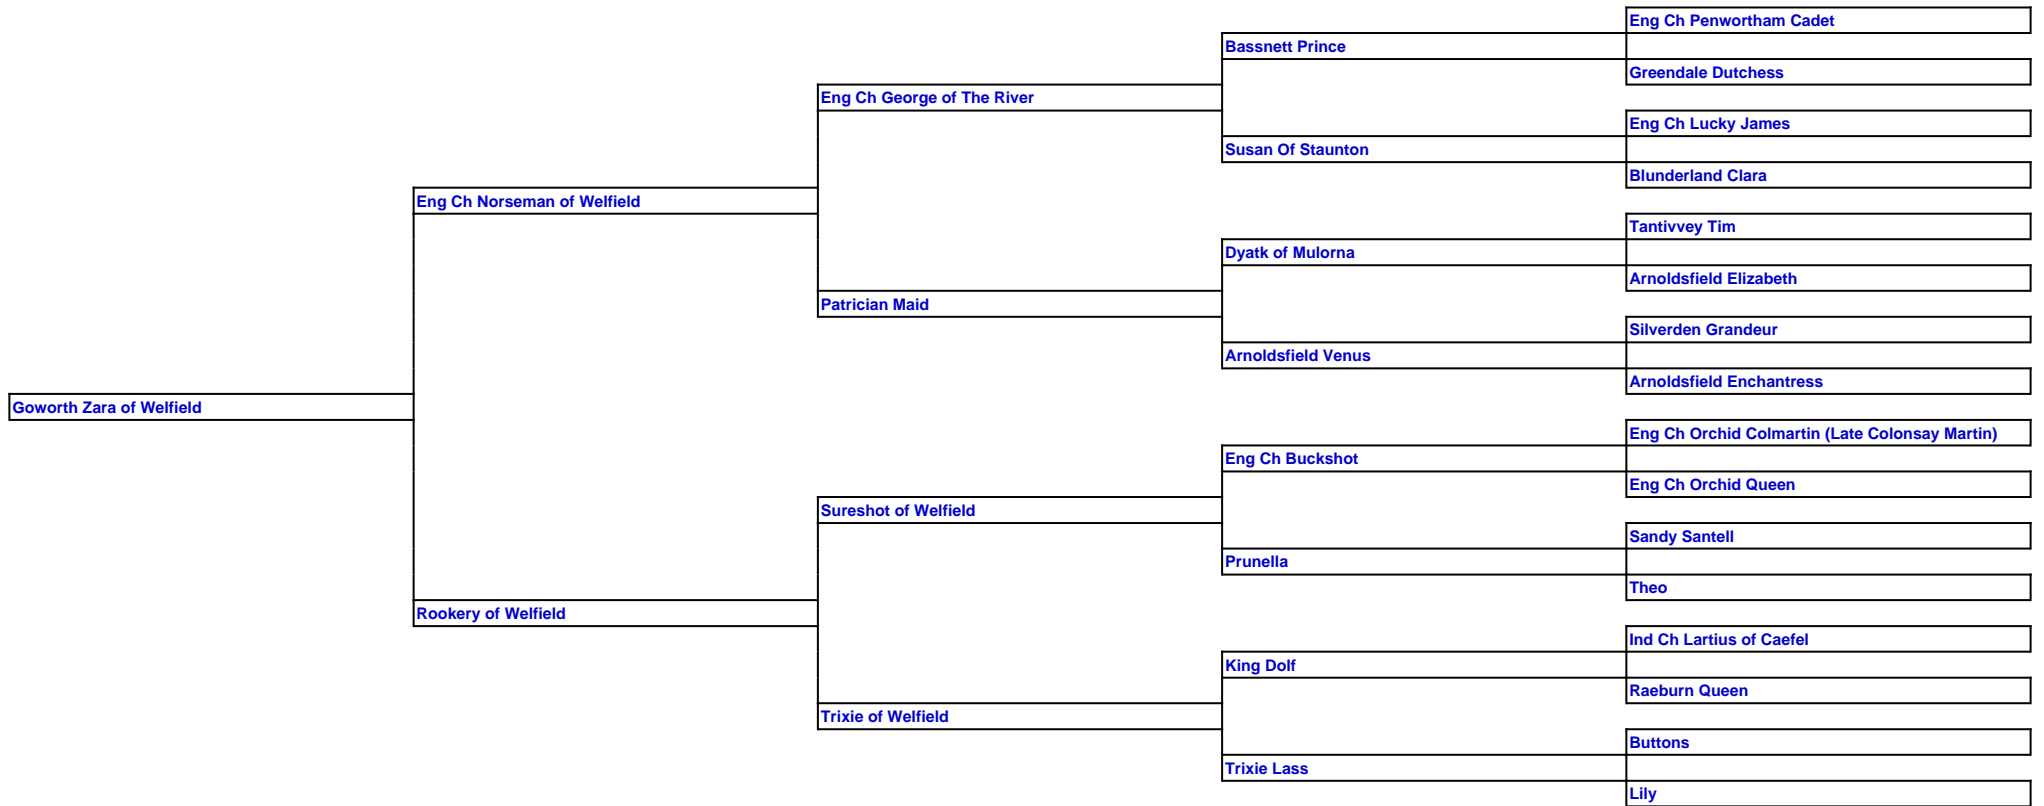 Eng Ch Penwortham Cadet
Bassnett Prince
Greendale Dutchess
Eng Ch George of The River
Eng Ch Lucky James
Susan Of Staunton
Blunderland Clara
Eng Ch Norseman of Welfield
Tantivvey Tim
Dyatk of Mulorna
Arnoldsfield Elizabeth
Patrician Maid
Silverden Grandeur
Arnoldsfield Venus
Arnoldsfield Enchantress
Goworth Zara of Welfield
Eng Ch Orchid Colmartin (Late Colonsay Martin)
Eng Ch Buckshot
Eng Ch Orchid Queen
Sureshot of Welfield
Sandy Santell
Prunella
Theo
Rookery of Welfield
Ind Ch Lartius of Caefel
King Dolf
Raeburn Queen
Trixie of Welfield
Buttons
Trixie Lass
Lily